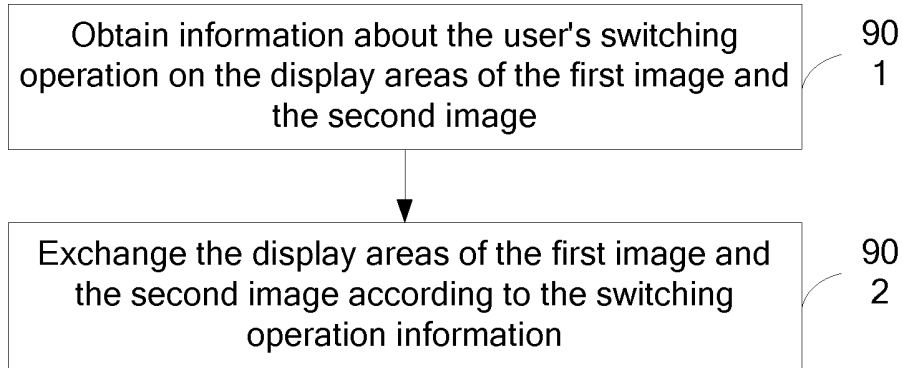 Obtain information about the user's switching
operation on the display areas of the first image and
the second image
90
1
Exchange the display areas of the first image and
the second image according to the switching
operation information
90
2